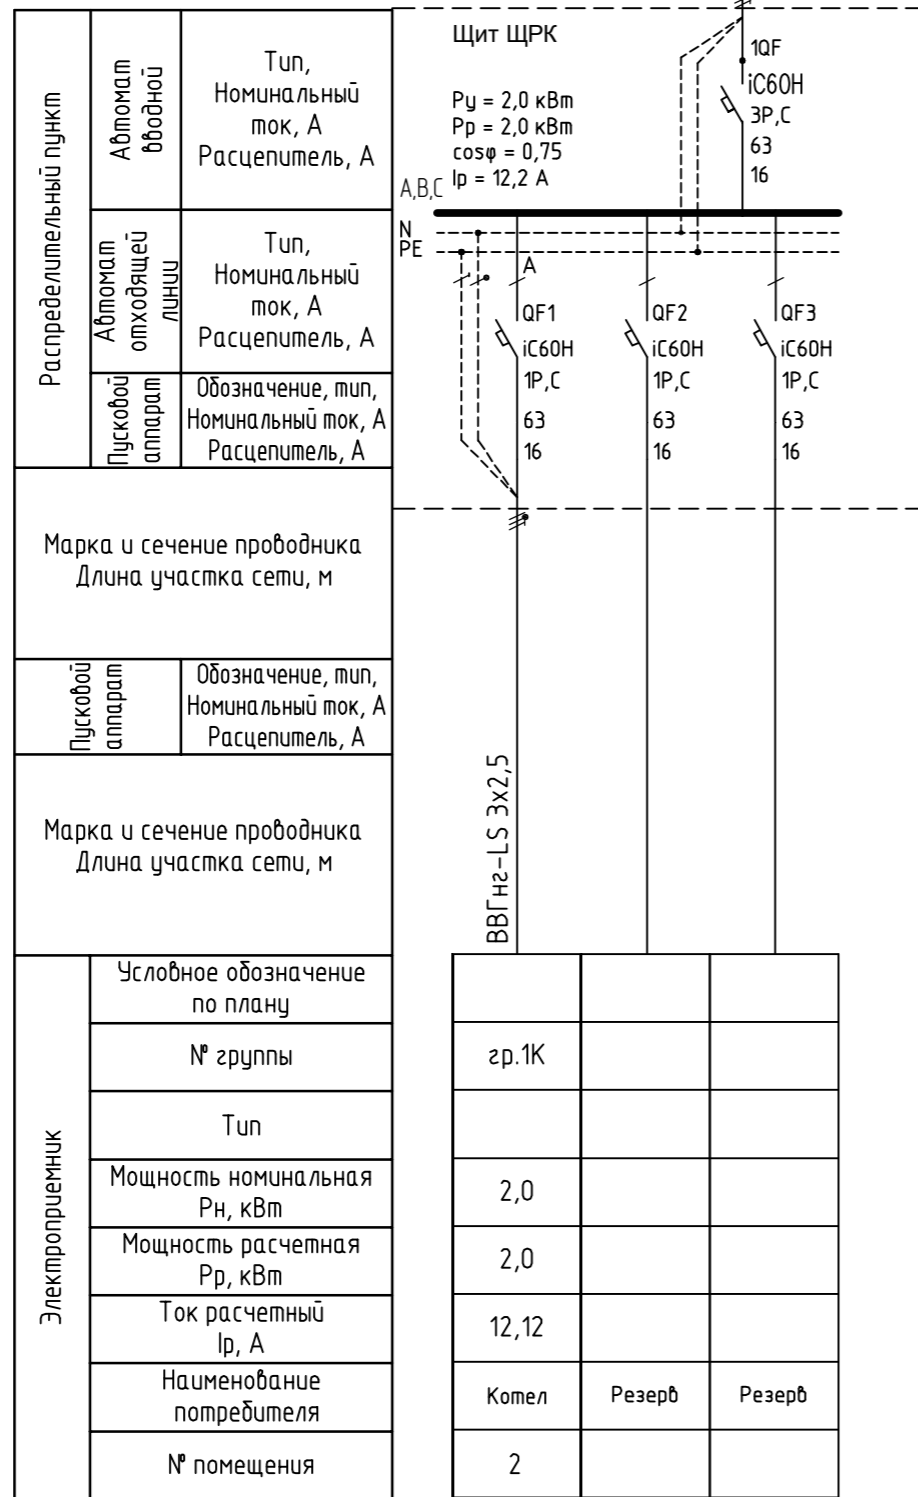 Распределительный пункт
Автомат
вводной
Тип,
Номинальный
ток, А
Расцепитель, А
Автомат
отходящей
линии
Тип,
Номинальный
ток, А
Расцепитель, А
Пусковой
аппарат
Обозначение, тип,
Номинальный ток, А
Расцепитель, А
Марка и сечение проводника
Длина участка сети, м
Пусковой
аппарат
Обозначение, тип,
Номинальный ток, А
Расцепитель, А
Марка и сечение проводника
Длина участка сети, м
Щит ЩРК
Ру = 2,0 кВт
Рр = 2,0 кВт
cosφ = 0,75
Iр = 12,2 А
1QF
iC60H
3P,C
63
16
A,B,C
N
PE
A
QF1
iC60H
1P,C
63
16
QF2
iC60H
1P,C
63
16
QF3
iC60H
1P,C
63
16
ВВГнг-LS 3х2,5
Электроприемник
Условное обозначение
по плану
№ группы
гр.1К
Тип
Мощность номинальная
Рн, кВт
2,0
Мощность расчетная
Рр, кВт
2,0
Ток расчетный
Iр, А
12,12
Наименование
потребителя
Котел
Резерв
Резерв
№ помещения
2